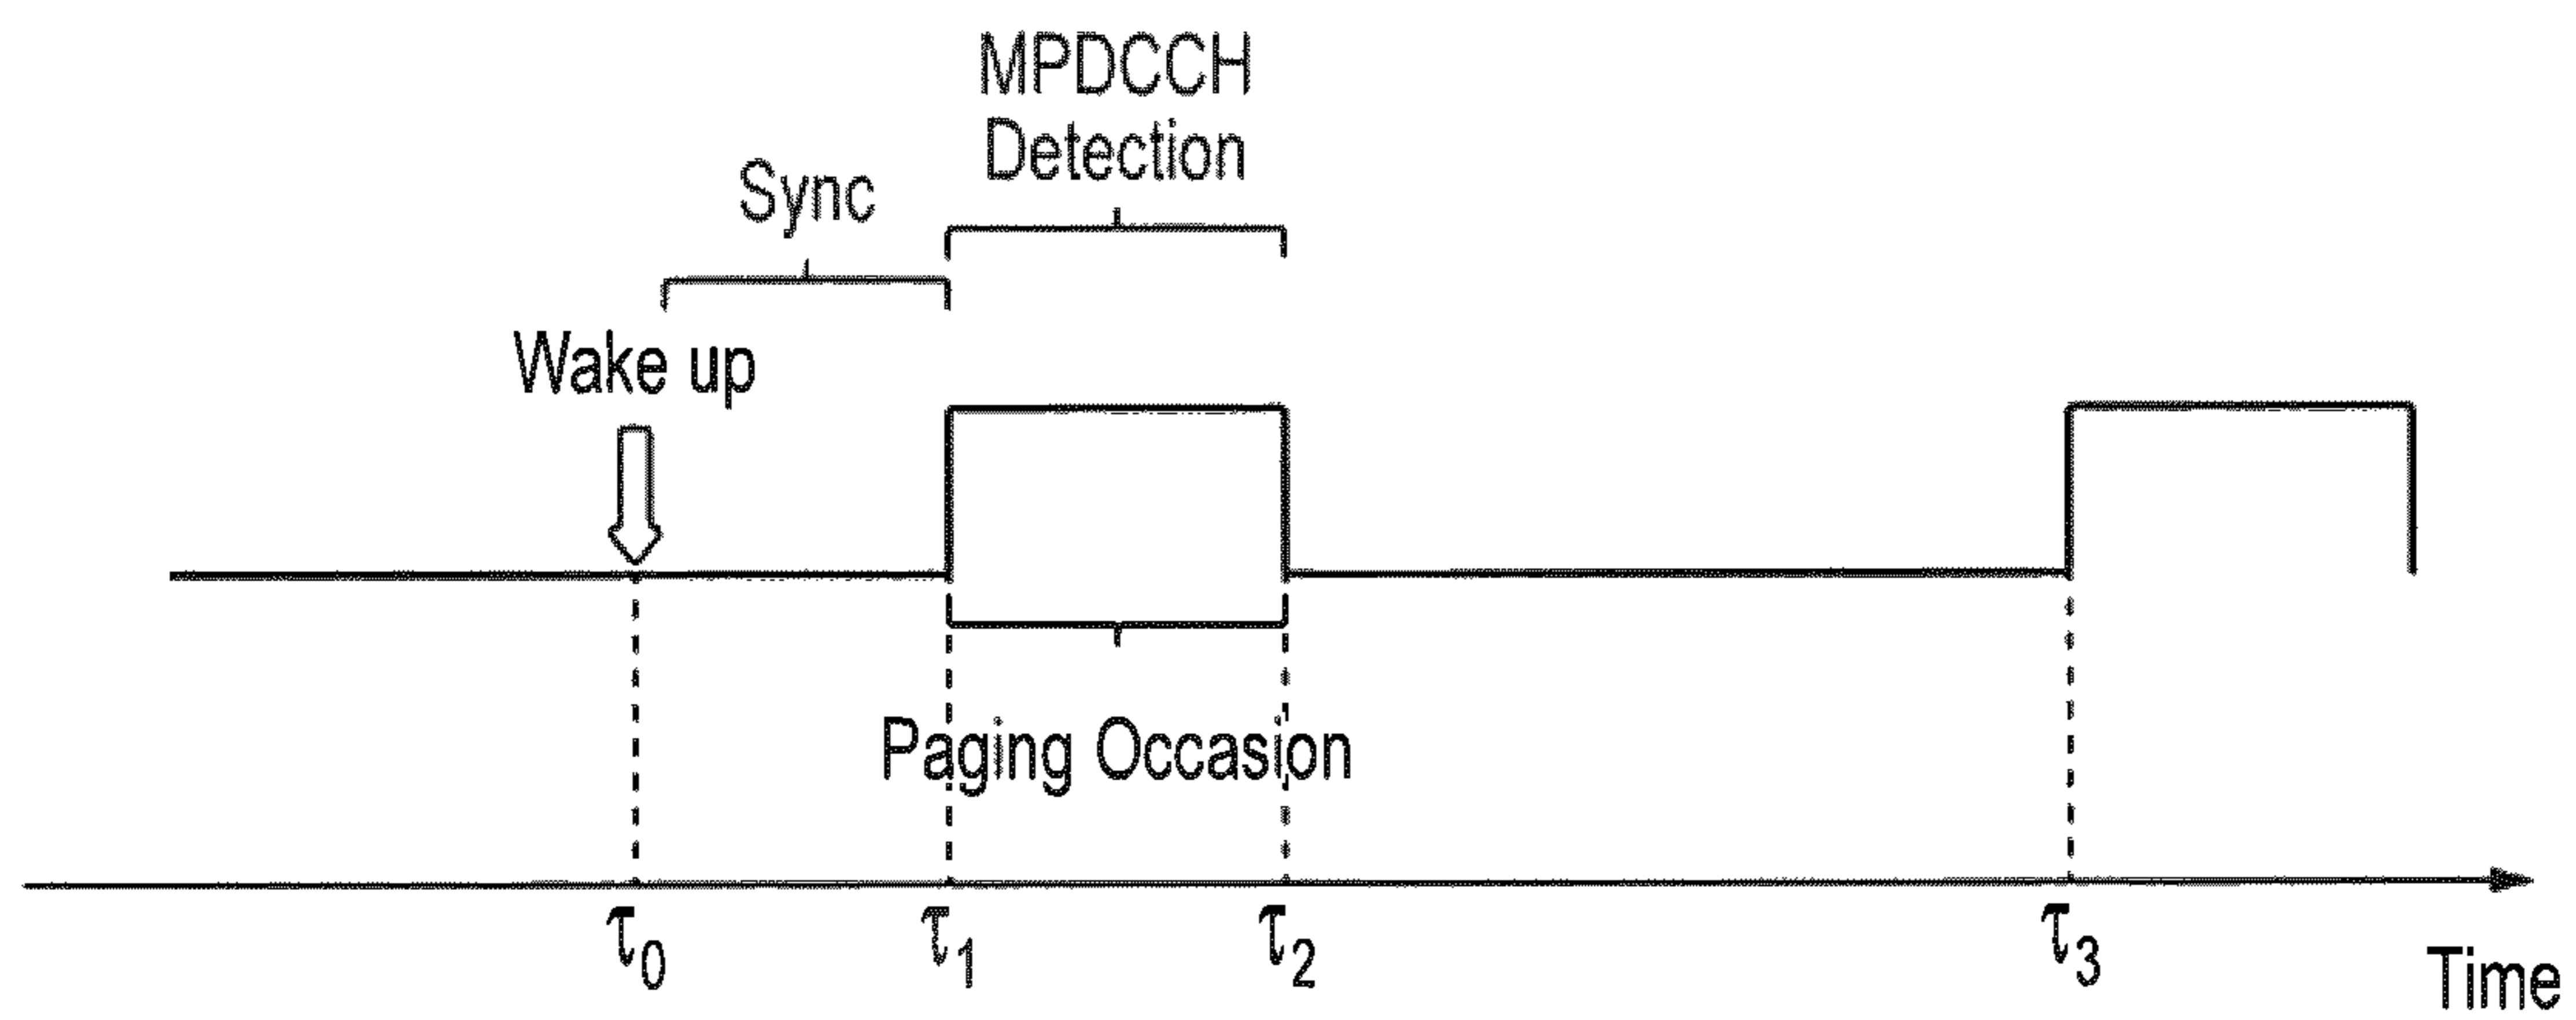 MPDCCH
Detection
Sync
Wake up
Paging Occasion
τ0
τ1
τ2
τ3
Time